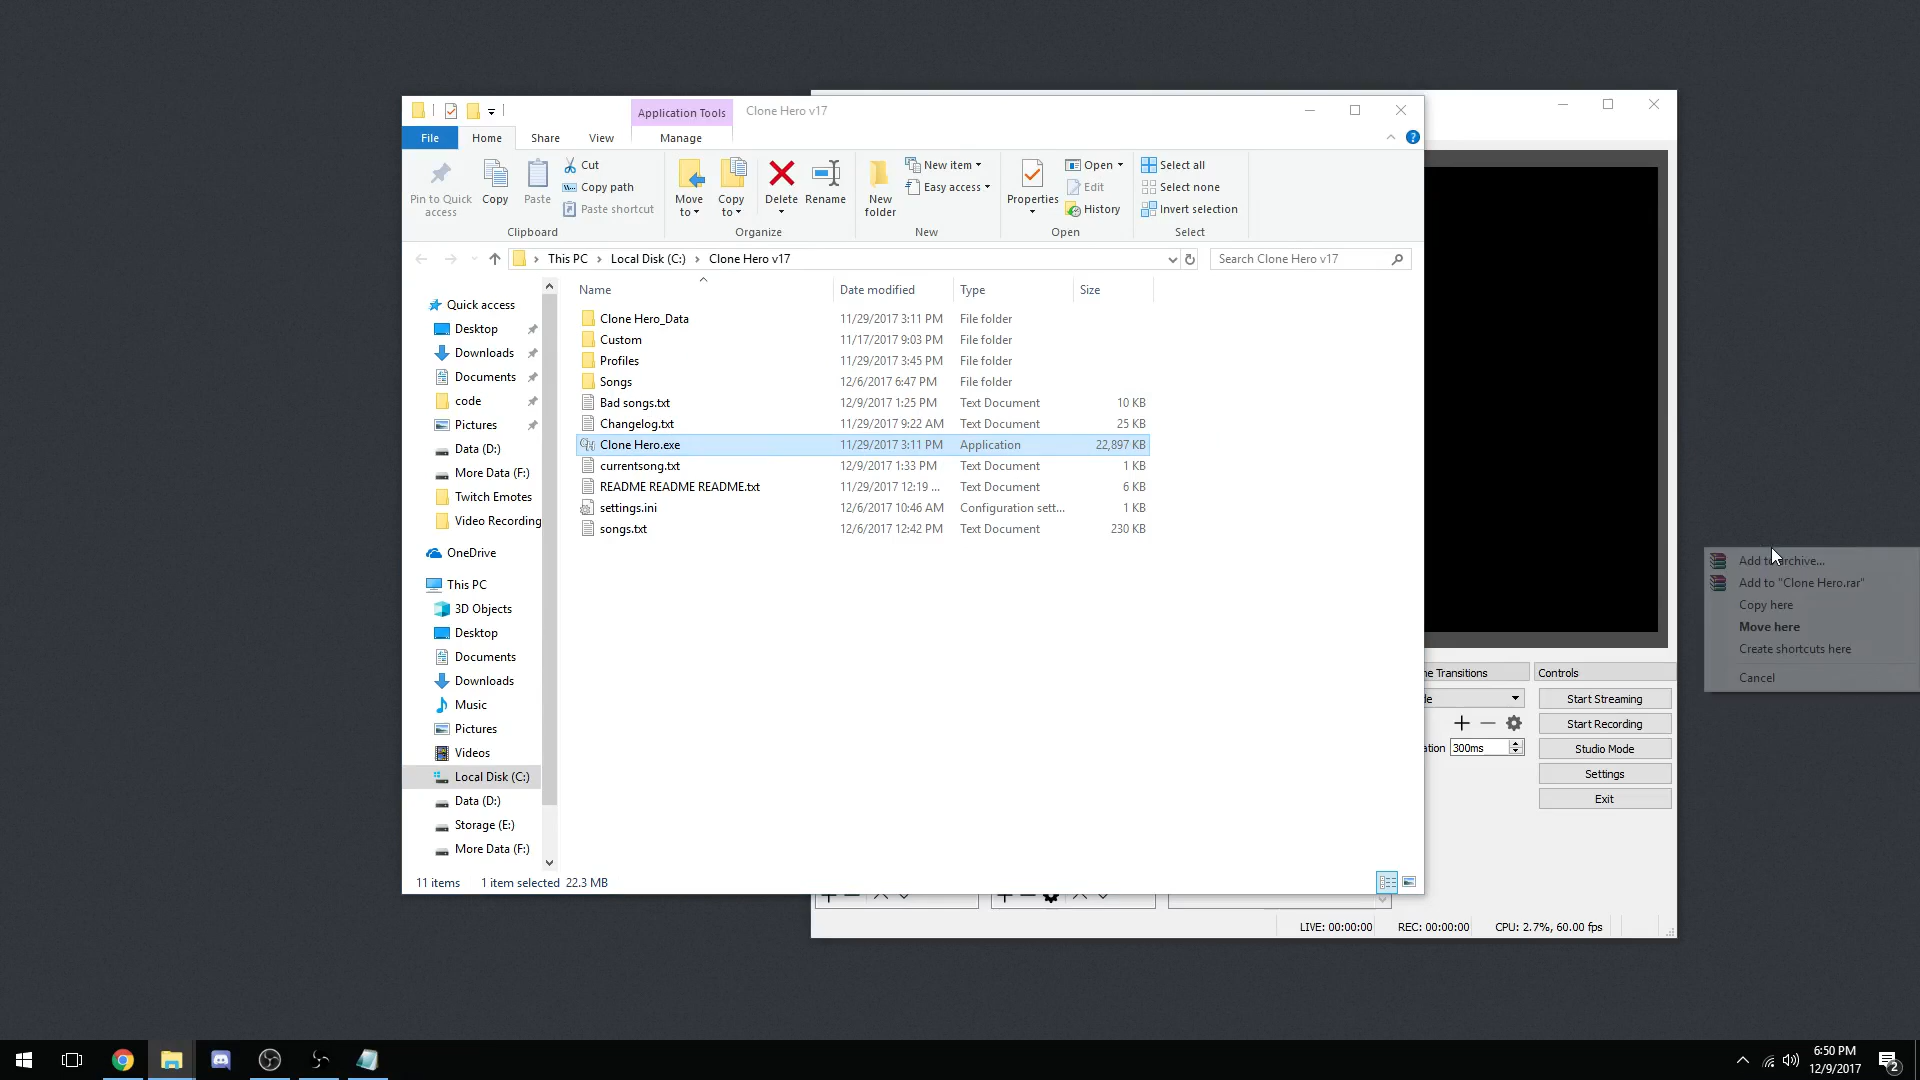 Application Tools
Clone Hero v17
File
Home
Share
View
Manage
Pin to Quick
access
Copy
Paste
Cut
Copy path
Paste shortcut
Clipboard
Move
to
Copy
to
Delete
Rename
Organize
New
folder
New item
Easy access
New
Properties
Open
Edit
History
Open
Select all
Select none
Invert selection
Select
This PC
Local Disk (C:)
Clone Hero v17
Search Clone Hero v17
Name
Date modified
Type
Size
Clone Hero_Data 11/29/2017 3:11 PM File folder
Custom 11/17/2017 9:03 PM File folder
Profiles 11/29/2017 3:45 PM File folder
Songs 12/6/2017 6:47 PM File folder
Bad songs.txt 12/9/2017 1:25 PM Text Document 10 KB
Changelog.txt 11/29/2017 9:22 AM Text Document 25 KB
Clone Hero.exe 11/29/2017 3:11 PM Application 22,897 KB
currentsong.txt 12/9/2017 1:33 PM Text Document 1 KB
README README README.txt 11/29/2017 12:19 ... Text Document 6 KB
settings.ini 12/6/2017 10:46 AM Configuration sett... 1 KB
songs.txt 12/6/2017 12:42 PM Text Document 230 KB
Quick access
Desktop
Downloads
Documents
code
Pictures
Data (D:)
More Data (F:)
Twitch Emotes
Video Recording
OneDrive
This PC
3D Objects
Desktop
Documents
Downloads
Music
Pictures
Videos
Local Disk (C:)
Data (D:)
Storage (E:)
More Data (F:)
11 items
1 item selected 22.3 MB
Add to archive...
Add to "Clone Hero.rar"
Copy here
Move here
Create shortcuts here
Cancel
Transitions
300ms
Controls
Start Streaming
Start Recording
Studio Mode
Settings
Exit
LIVE: 00:00:00
REC: 00:00:00
CPU: 2.7%, 60.00 fps
6:50 PM
12/9/2017
2